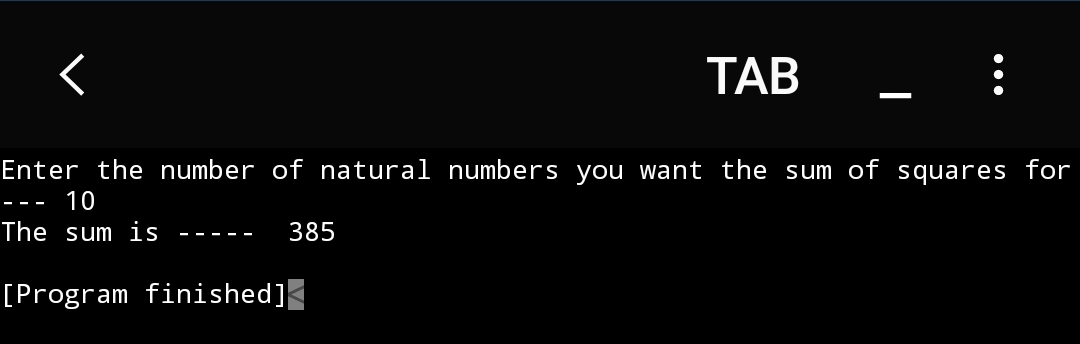 TAB _
Enter the number of natural numbers you want the sum of squares for
--- 10
The sum is -----  385
[Program finished]<